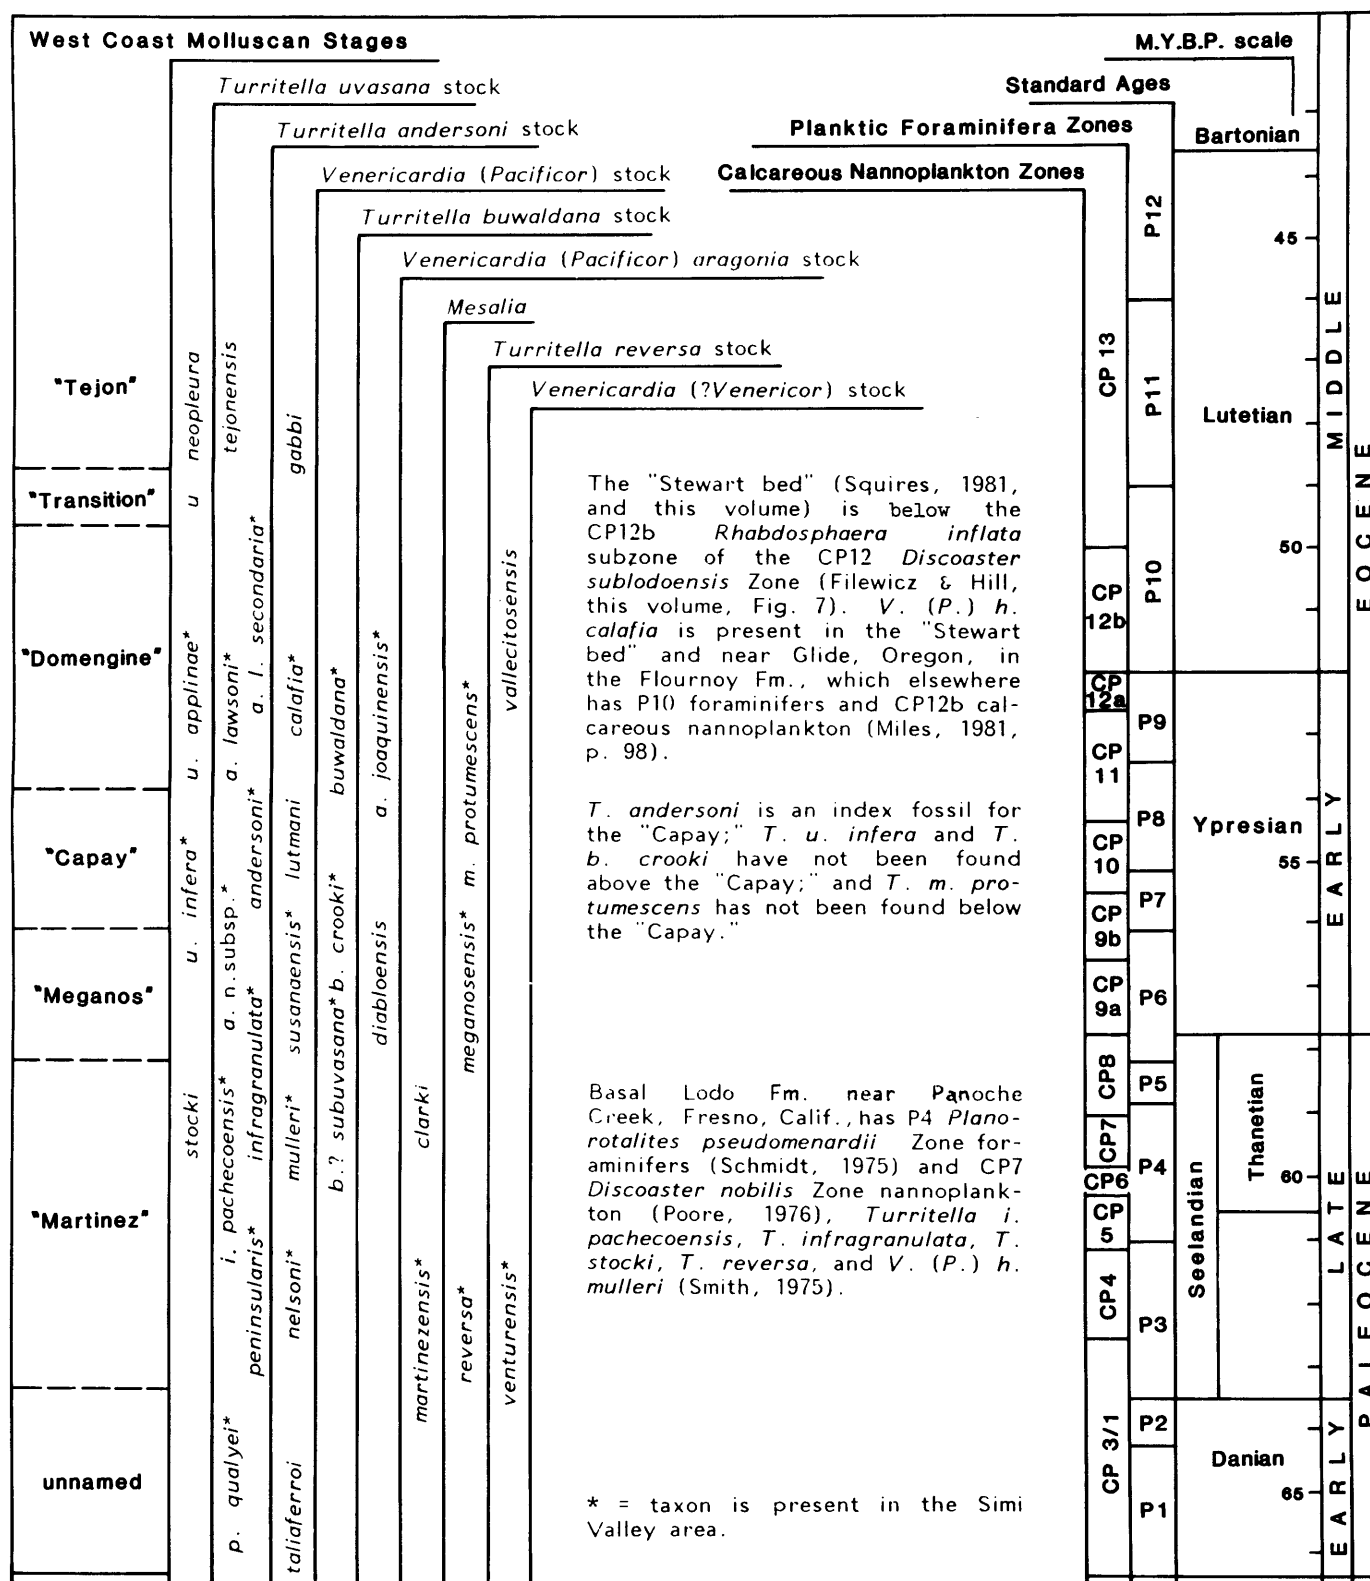 West Coast Molluscan Stages
M.Y.B.P. scale
Turritella uvasana stock
Standard Ages
Turritella andersoni stock
Planktic Foraminifera Zones
Bartonian
Venericardia (Pacificor) stock
Calcareous Nannoplankton Zones
Turritella buwaldana stock
Venericardia (Pacificor) aragonia stock
Mesalia
Turritella reversa stock
Venericardia (?Venericor) stock
"Tejon"
"Transition"
"Domengine"
"Capay"
"Meganos"
"Martinez"
unnamed
u neopleura
u. applinae*
u. infera*
stocki
tejonensis
a. l. secondaria*
a. lawsoni*
andersoni*
a. n.subsp.*
infragranulata*
i. pachecoensis*
infragranulata*
peninsularis*
p. qualyei*
gabbi
calafia*
lutmani
susanaensis*
mulleri*
nelsoni*
taliaferroi
buwaldana*
b. crooki*
b.? subuvasana*
a. joaquinensis*
diabloensis
clarki
martinezensis*
m. protumescens*
meganosensis*
reversa*
vallecitosensis
venturensis*
The "Stewart bed" (Squires, 1981,
and this volume) is below the
CP12b Rhabdosphaera inflata
subzone of the CP12 Discoaster
sublodoensis Zone (Filewicz & Hill,
this volume, Fig. 7). V. (P.) h.
calafia is present in the "Stewart
bed" and near Glide, Oregon, in
the Flournoy Fm., which elsewhere
has P10 foraminifers and CP12b cal-
careous nannoplankton (Miles, 1981,
p. 98).
T. andersoni is an index fossil for
the "Capay;" T. u. infera and T.
b. crooki have not been found
above the "Capay;" and T. m. pro-
tumescens has not been found below
the "Capay."
Basal Lodo Fm. near Panoche
Creek, Fresno, Calif., has P4 Plano-
rotalites pseudomenardii Zone for-
aminifers (Schmidt, 1975) and CP7
Discoaster nobilis Zone nannoplank-
ton (Poore, 1976), Turritella i.
pachecoensis, T. infragranulata, T.
stocki, T. reversa, and V. (P.) h.
mulleri (Smith, 1975).
* = taxon is present in the Simi
Valley area.
CP 13
CP
12b
CP
12a
CP
11
CP
10
CP
9b
CP
9a
CP8
CP7
CP6
CP
5
CP4
CP 3/1
P12
P11
P10
P9
P8
P7
P6
P5
P4
P3
P2
P1
Lutetian
Ypresian
Thanetian
Seelandian
Danian
45
50
55
60
65
MIDDLE
EARLY
LATE
EARLY
EOCENE
PALEOCENE